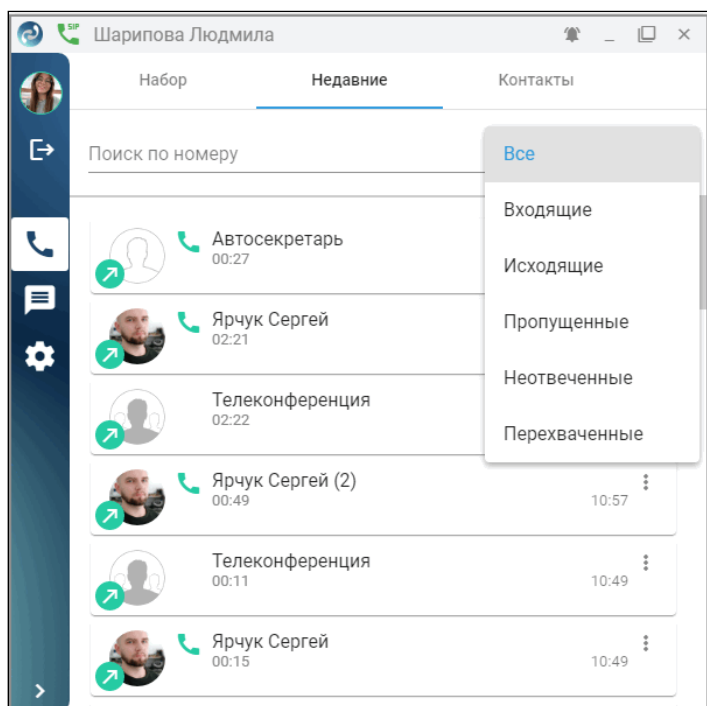 SIP
Шарипова Людмила
Набор
Недавние
Контакты
Поиск по номеру
Все
Входящие
Исходящие
Пропущенные
Неотвеченные
Перехваченные
Автосекретарь
00:27
Ярчук Сергей
02:21
Телеконференция
02:22
Ярчук Сергей (2)
00:49
10:57
Телеконференция
00:11
10:49
Ярчук Сергей
00:15
10:49